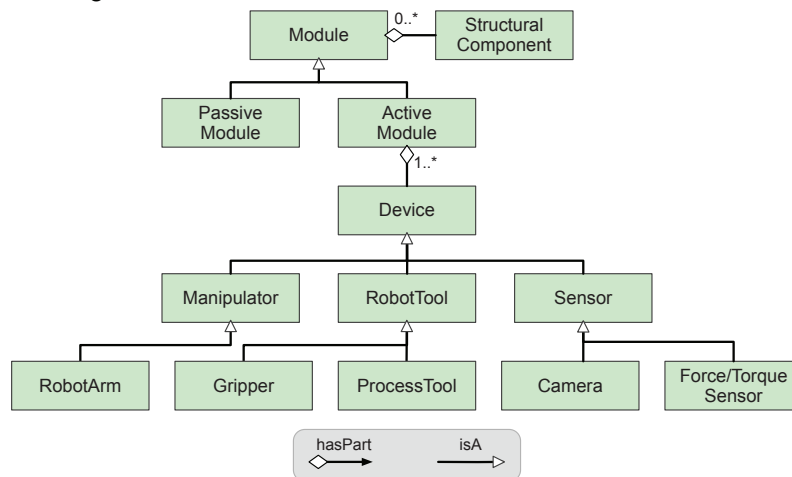 0..*
Module
Structural
Component
Passive
Module
Active
Module
1..*
Device
Manipulator
RobotTool
Sensor
RobotArm
Gripper
ProcessTool
Camera
Force/Torque
Sensor
hasPart
isA